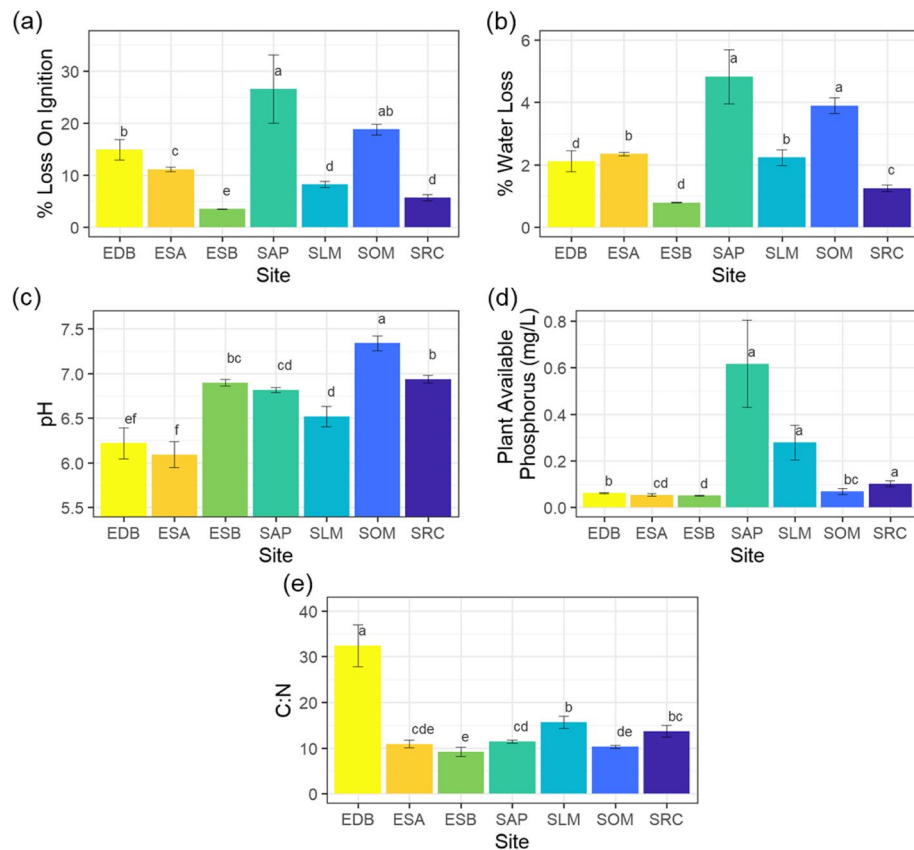 (a)
% Loss On Ignition
30
20
10
0
b
c
e
a
d
ab
d
EDB ESA ESB SAP SLM SOM SRC
Site
(b)
% Water Loss
6
4
2
0
d
b
d
a
b
a
c
EDB ESA ESB SAP SLM SOM SRC
Site
(c)
pH
7.5
7.0
6.5
6.0
5.5
ef
f
bc
cd
d
a
b
EDB ESA ESB SAP SLM SOM SRC
Site
(d)
Plant Available
Phosphorus (mg/L)
0.8
0.6
0.4
0.2
0.0
b
cd
d
a
a
bc
a
EDB ESA ESB SAP SLM SOM SRC
Site
(e)
C:N
40
30
20
10
0
a
cde
e
cd
b
de
bc
EDB ESA ESB SAP SLM SOM SRC
Site